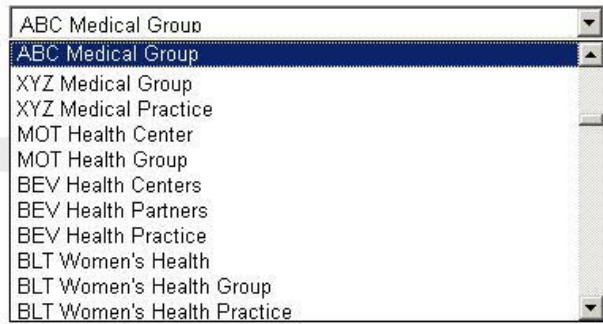 ABC Medical Group
ABC Medical Group
XYZ Medical Group
XYZ Medical Practice
MOT Health Center
MOT Health Group
BEV Health Centers
BEV Health Partners
BEV Health Practice
BLT Women's Health
BLT Women's Health Group
BLT Women's Health Practice